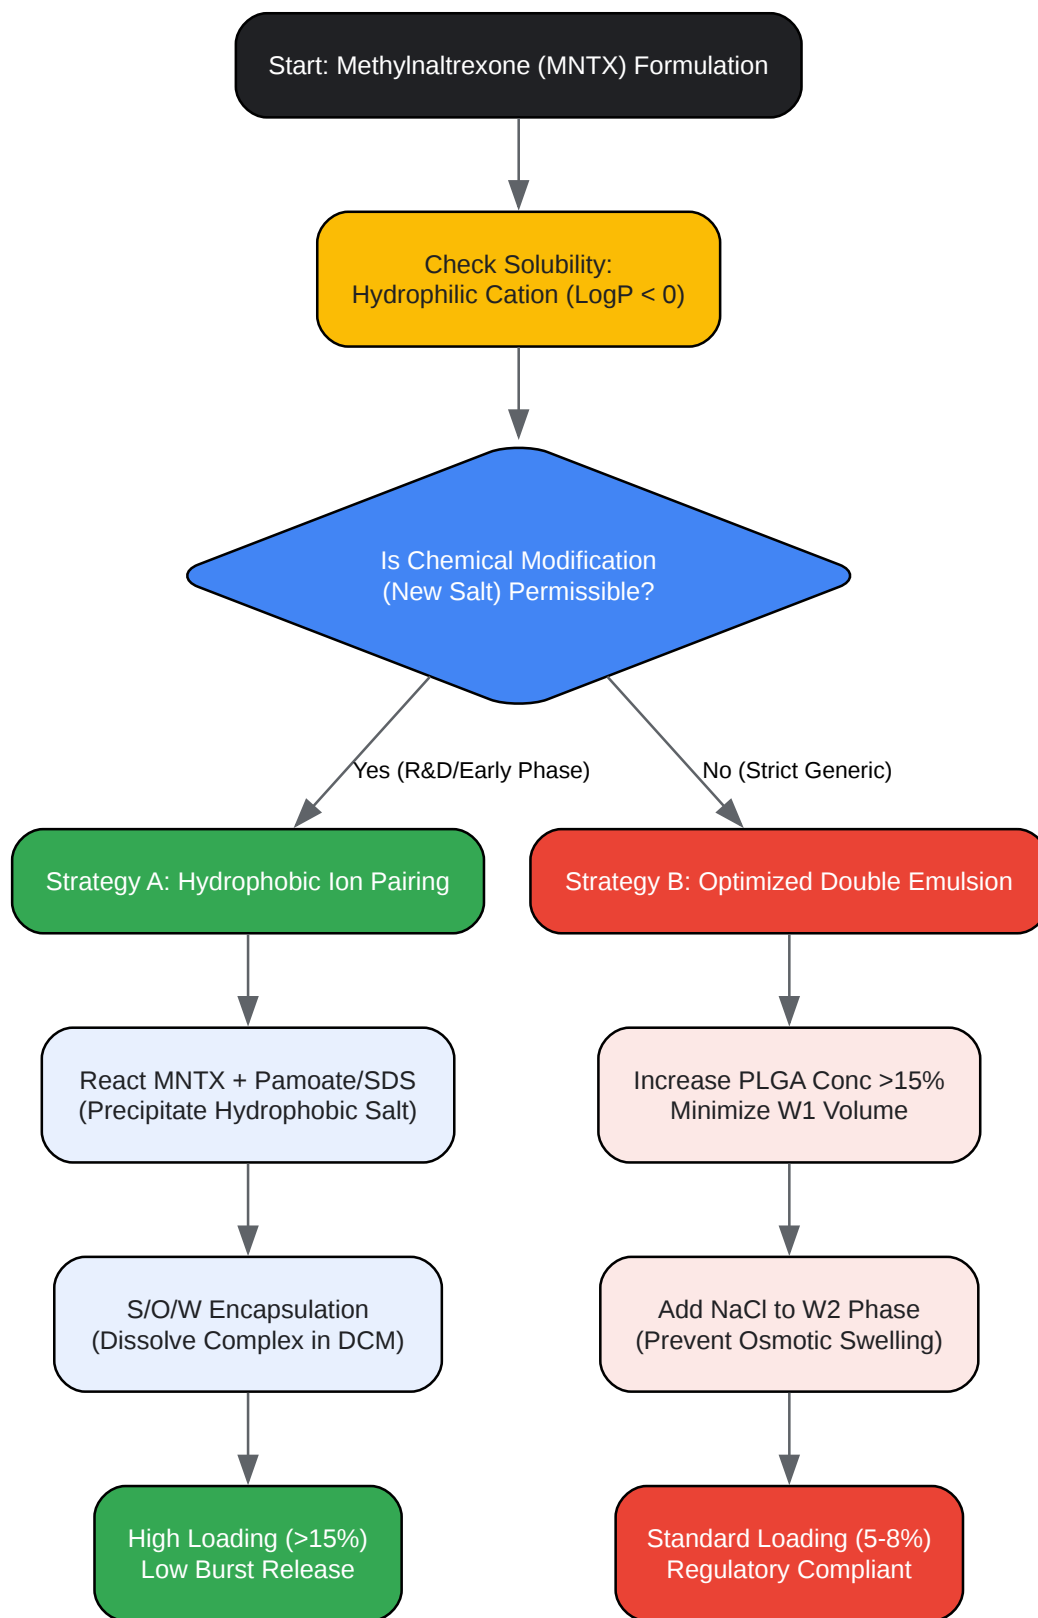 Start: Methylnaltrexone (MNTX) Formulation
Check Solubility:
Hydrophilic Cation (LogP < 0)
Is Chemical Modification
(New Salt) Permissible?
Yes (R&D/Early Phase)
No (Strict Generic)
Strategy A: Hydrophobic Ion Pairing
Strategy B: Optimized Double Emulsion
React MNTX + Pamoate/SDS
(Precipitate Hydrophobic Salt)
Increase PLGA Conc >15%
Minimize W1 Volume
S/O/W Encapsulation
(Dissolve Complex in DCM)
Add NaCl to W2 Phase
(Prevent Osmotic Swelling)
High Loading (>15%)
Low Burst Release
Standard Loading (5-8%)
Regulatory Compliant